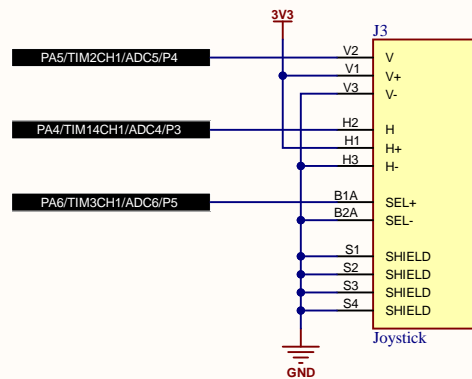 3V3
J3
PA5/TIM2CH1/ADC5/P4 V2 V
V1 V+
V3 V-
PA4/TIM14CH1/ADC4/P3 H2 H
H1 H+
H3 H-
PA6/TIM3CH1/ADC6/P5 B1A SEL+
B2A SEL-
S1 SHIELD
S2 SHIELD
S3 SHIELD
S4 SHIELD
Joystick
GND